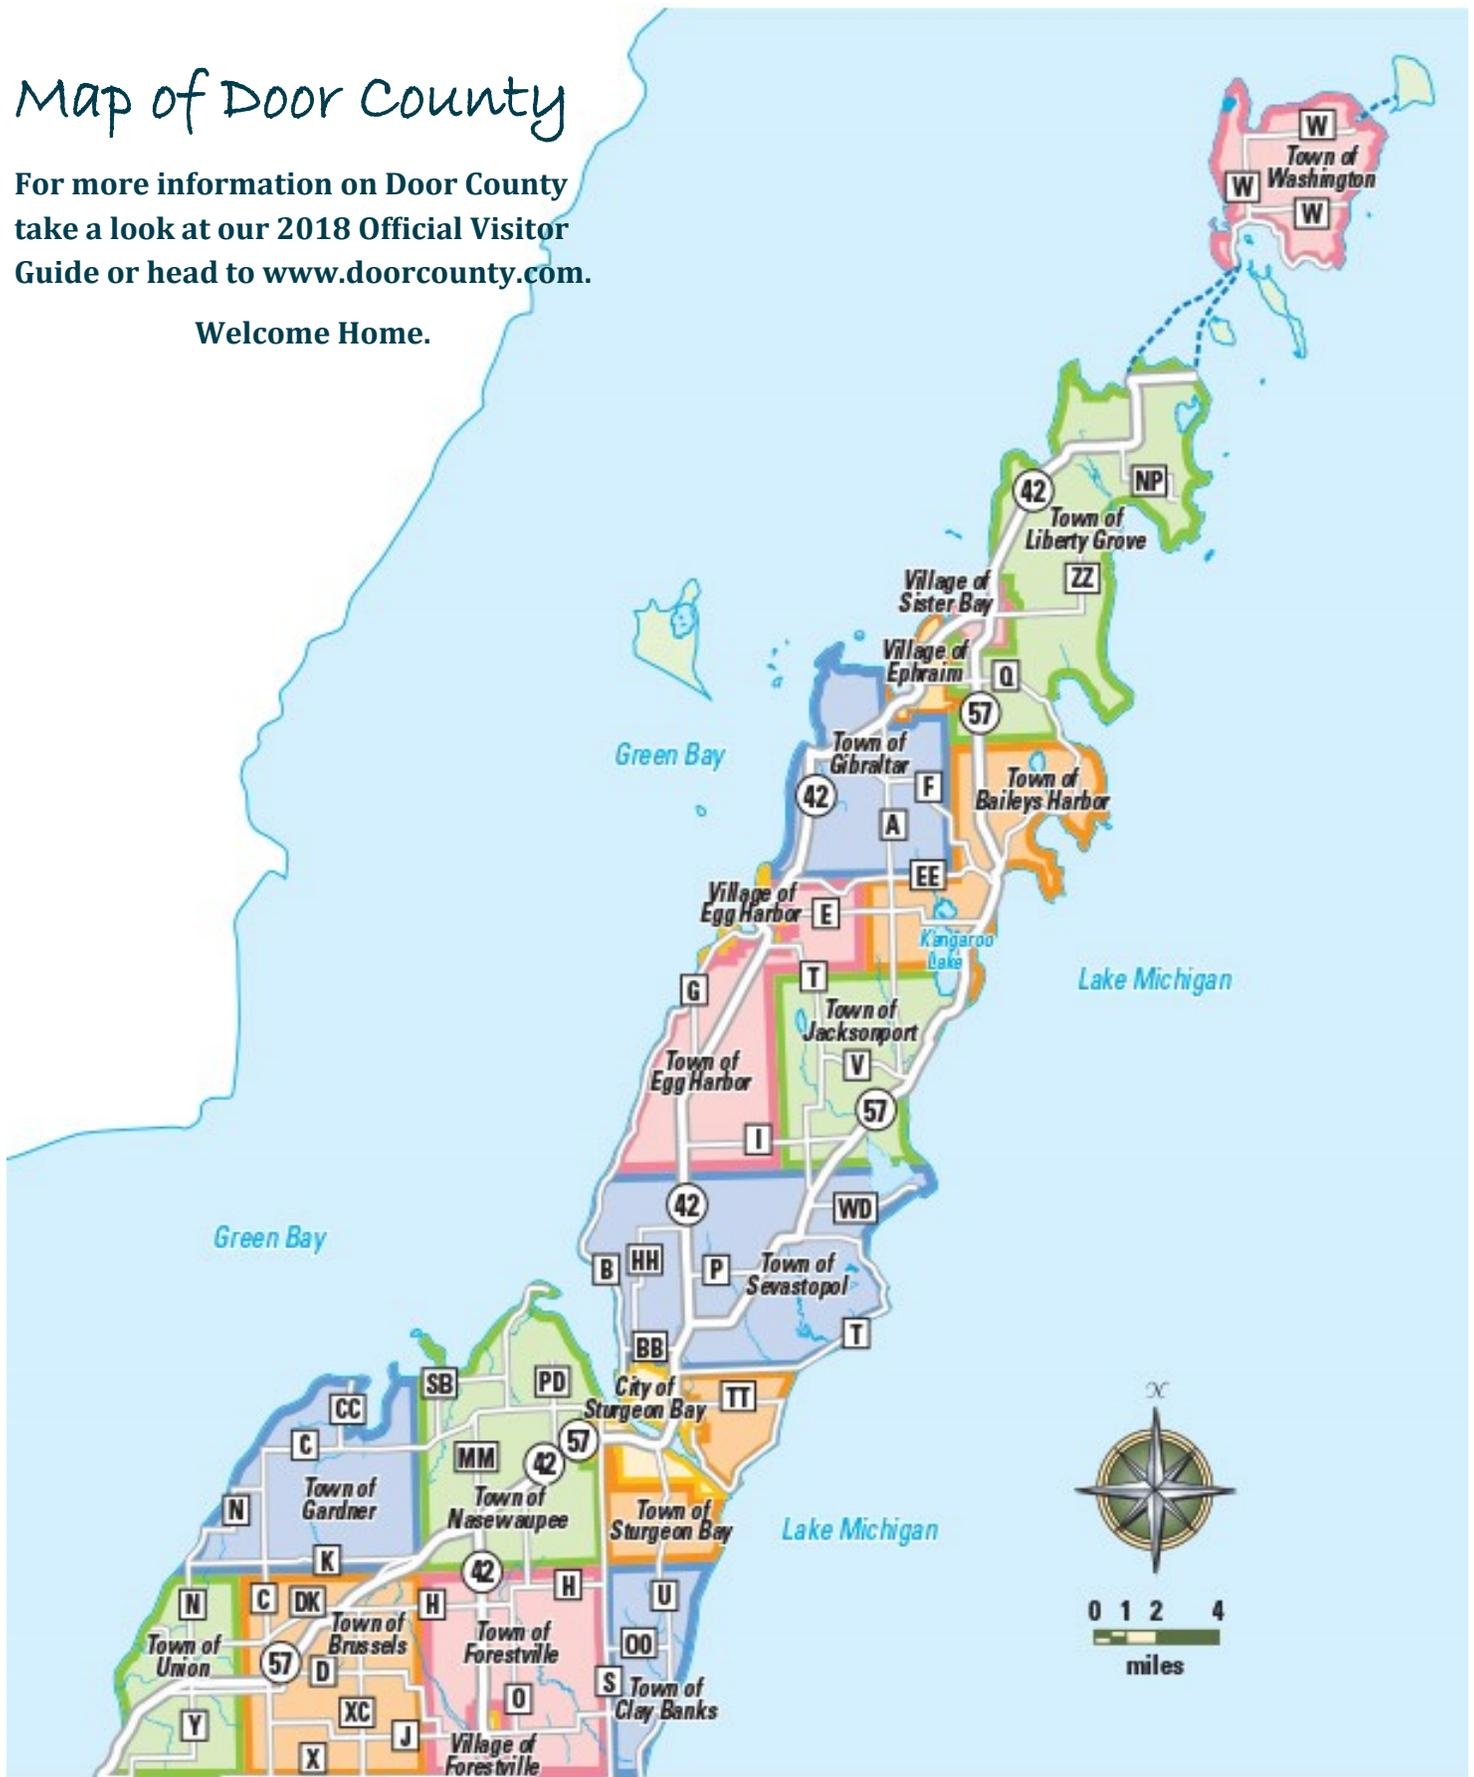 Map of Door County
For more information on Door County
take a look at our 2018 Official Visitor
Guide or head to www.doorcounty.com.
Welcome Home.
W
Town of
Washington
W
W
42
NP
Town of
Liberty Grove
ZZ
Village of
Sister Bay
Village of
Ephraim
Q
57
Green Bay
Town of
Gibraltar
Town of
Baileys Harbor
42
F
A
EE
Village of
Egg Harbor
E
Kangaroo
Lake
Lake Michigan
T
G
Town of
Jacksonport
Town of
Egg Harbor
V
57
I
42
WD
Green Bay
B
HH
P
Town of
Sevastopol
T
BB
SB
PD
City of
Sturgeon Bay
TT
N
CC
C
57
MM
42
Town of
Gardner
N
Town of
Nasewaupee
Town of
Sturgeon Bay
Lake Michigan
K
42
H
U
N
C
DK
H
0 1 2 4
miles
Town of
Brussels
Town of
Forestville
OO
Town of
Union
57
D
S
Town of
Clay Banks
O
XC
Y
J
X
Village of
Forestville